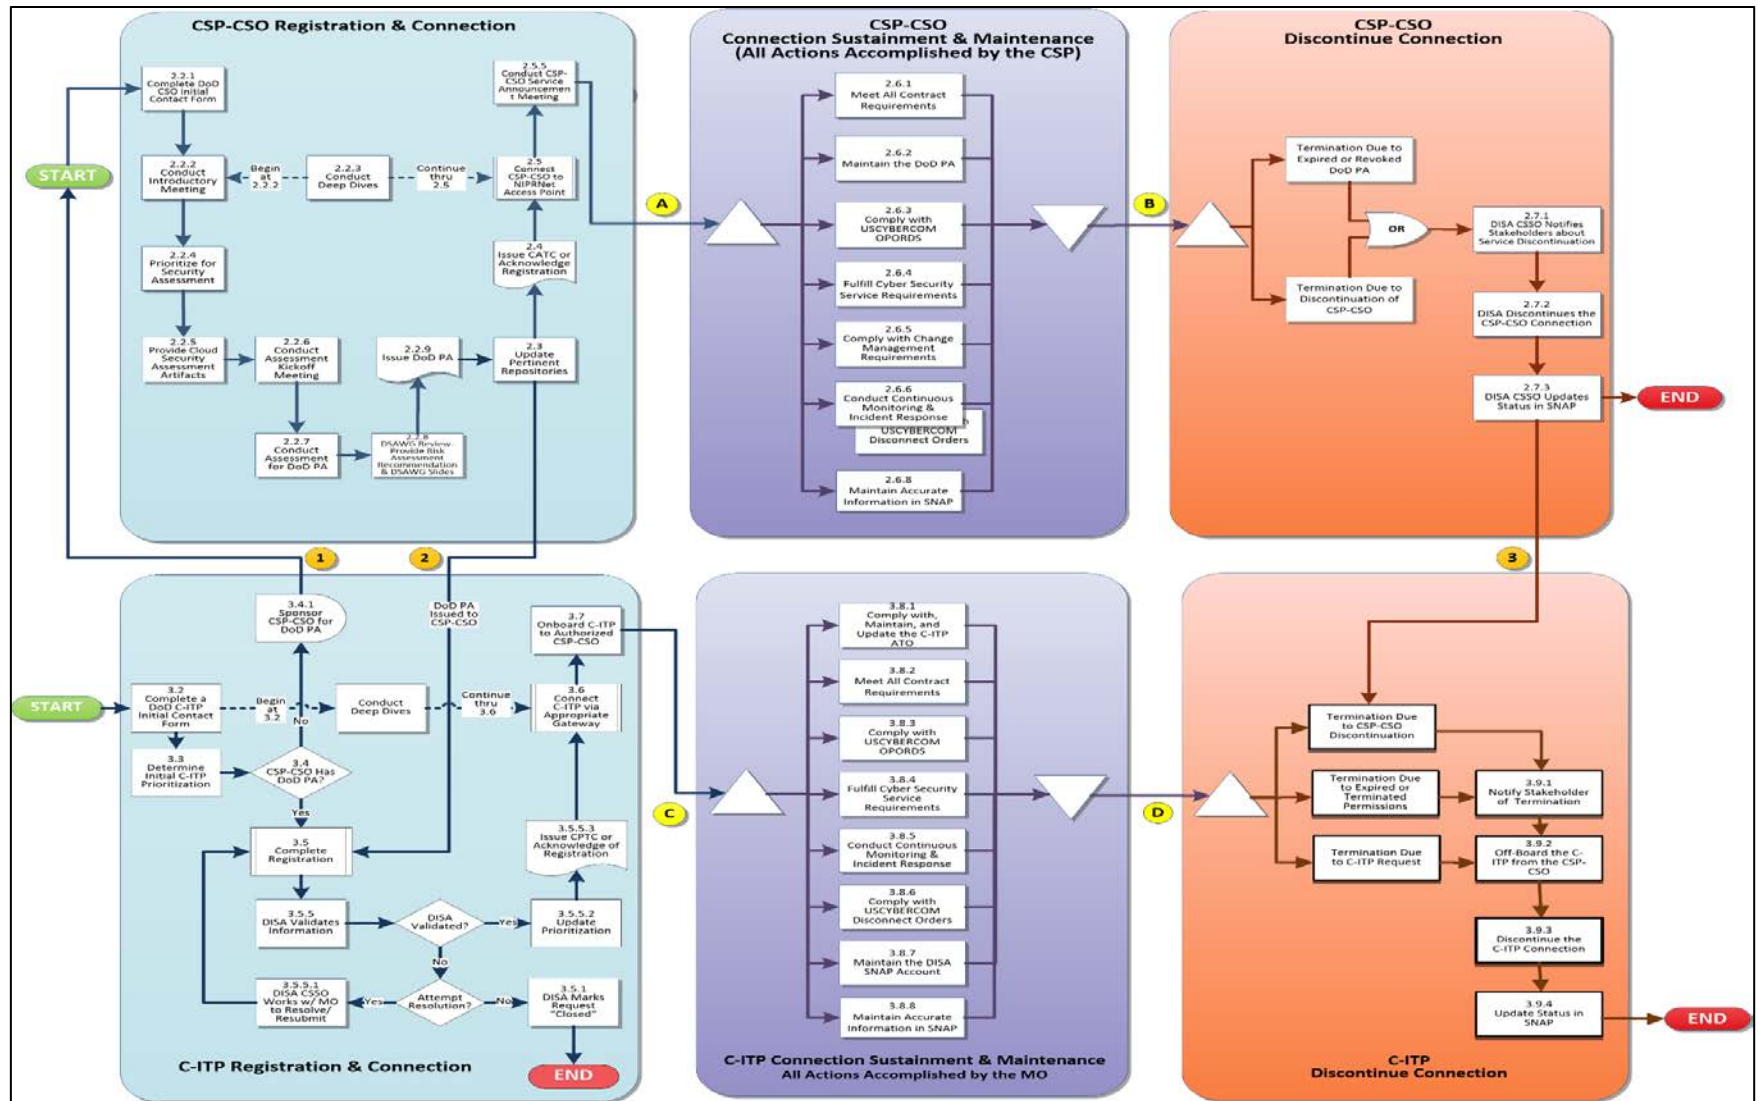 CSP-CSO Registration & Connection
2.2.1
Complete DoD
CSO Initial
Contact Form
START
2.2.2
Conduct
Introductory
Meeting
Begin
at
2.2.2
2.2.3
Conduct
Deep Dives
Continue
thru
2.5
2.5.5
Conduct CSP-
CSO Service
Announcemen
t Meeting
2.5
Connect
CSP-CSO to
NIPRNet
Access Point
2.4
Issue CATC or
Acknowledge
Registration
2.2.4
Prioritize for
Security
Assessment
2.2.5
Provide Cloud
Security
Assessment
Artifacts
2.2.6
Conduct
Assessment
Kickoff
Meeting
2.2.7
Conduct
Assessment
for DoD PA
2.2.8
DSAWG Review-
Provide Risk
Assessment
Recommendation
& DSAWG Slides
2.2.9
Issue DoD PA
2.3
Update
Pertinent
Repositories
A
CSP-CSO
Connection Sustainment & Maintenance
(All Actions Accomplished by the CSP)
2.6.1
Meet All Contract
Requirements
2.6.2
Maintain the DoD PA
2.6.3
Comply with
USCYBERCOM
OPORDS
2.6.4
Fulfill Cyber Security
Service Requirements
2.6.5
Comply with Change
Management
Requirements
2.6.6
Conduct Continuous
Monitoring &
Incident Response
USCYBERCOM
Disconnect Orders
2.6.8
Maintain Accurate
Information in SNAP
B
CSP-CSO
Discontinue Connection
Termination Due to
Expired or Revoked
DoD PA
OR
Termination Due to
Discontinuation of
CSP-CSO
2.7.1
DISA CSSO Notifies
Stakeholders about
Service Discontinuation
2.7.2
DISA Discontinues the
CSP-CSO Connection
2.7.3
DISA CSSO Updates
Status in SNAP
END
1
2
3
3.4.1
Sponsor
CSP-CSO for
DoD PA
DoD PA
Issued to
CSP-CSO
3.7
Onboard C-ITP
to Authorized
CSP-CSO
START
3.2
Complete a
DoD C-ITP
Initial Contact
Form
Begin
at
3.2
No
Conduct
Deep Dives
Continue
thru
3.6
3.6
Connect
C-ITP via
Appropriate
Gateway
3.3
Determine
Initial C-ITP
Prioritization
3.4
CSP-CSO Has
DoD PA?
Yes
3.5
Complete
Registration
3.5.5.3
Issue CPTC or
Acknowledge of
Registration
3.5.5
DISA Validates
Information
DISA
Validated?
Yes
3.5.5.2
Update
Prioritization
No
3.5.5.1
DISA CSSO
Works w/ MO
to Resolve/
Resubmit
Yes
Attempt
Resolution?
No
3.5.1
DISA Marks
Request
"Closed"
END
C-ITP Registration & Connection
C
3.8.1
Comply with,
Maintain, and
Update the C-ITP
ATO
3.8.2
Meet All Contract
Requirements
3.8.3
Comply with
USCYBERCOM
OPORDS
3.8.4
Fulfill Cyber Security
Service
Requirements
3.8.5
Conduct Continuous
Monitoring &
Incident Response
3.8.6
Comply with
USCYBERCOM
Disconnect Orders
3.8.7
Maintain the DISA
SNAP Account
3.8.8
Maintain Accurate
Information in SNAP
C-ITP Connection Sustainment & Maintenance
All Actions Accomplished by the MO
D
Termination Due
to CSP-CSO
Discontinuation
Termination Due
to Expired or
Terminated
Permissions
Termination Due
to C-ITP Request
3.9.1
Notify Stakeholder
of Termination
3.9.2
Off-Board the C-
ITP from the CSP-
CSO
3.9.3
Discontinue the
C-ITP Connection
3.9.4
Update Status in
SNAP
END
C-ITP
Discontinue Connection